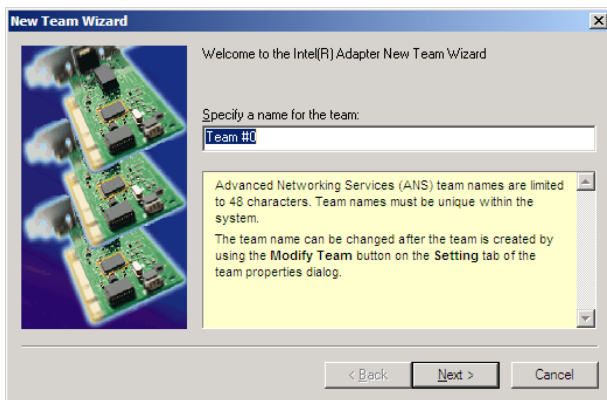 New Team Wizard
Welcome to the Intel(R) Adapter New Team Wizard
Specify a name for the team:
Team #0
Advanced Networking Services (ANS) team names are limited
to 48 characters. Team names must be unique within the
system.
The team name can be changed after the team is created by
using the Modify Team button on the Setting tab of the
team properties dialog.
< Back
Next >
Cancel